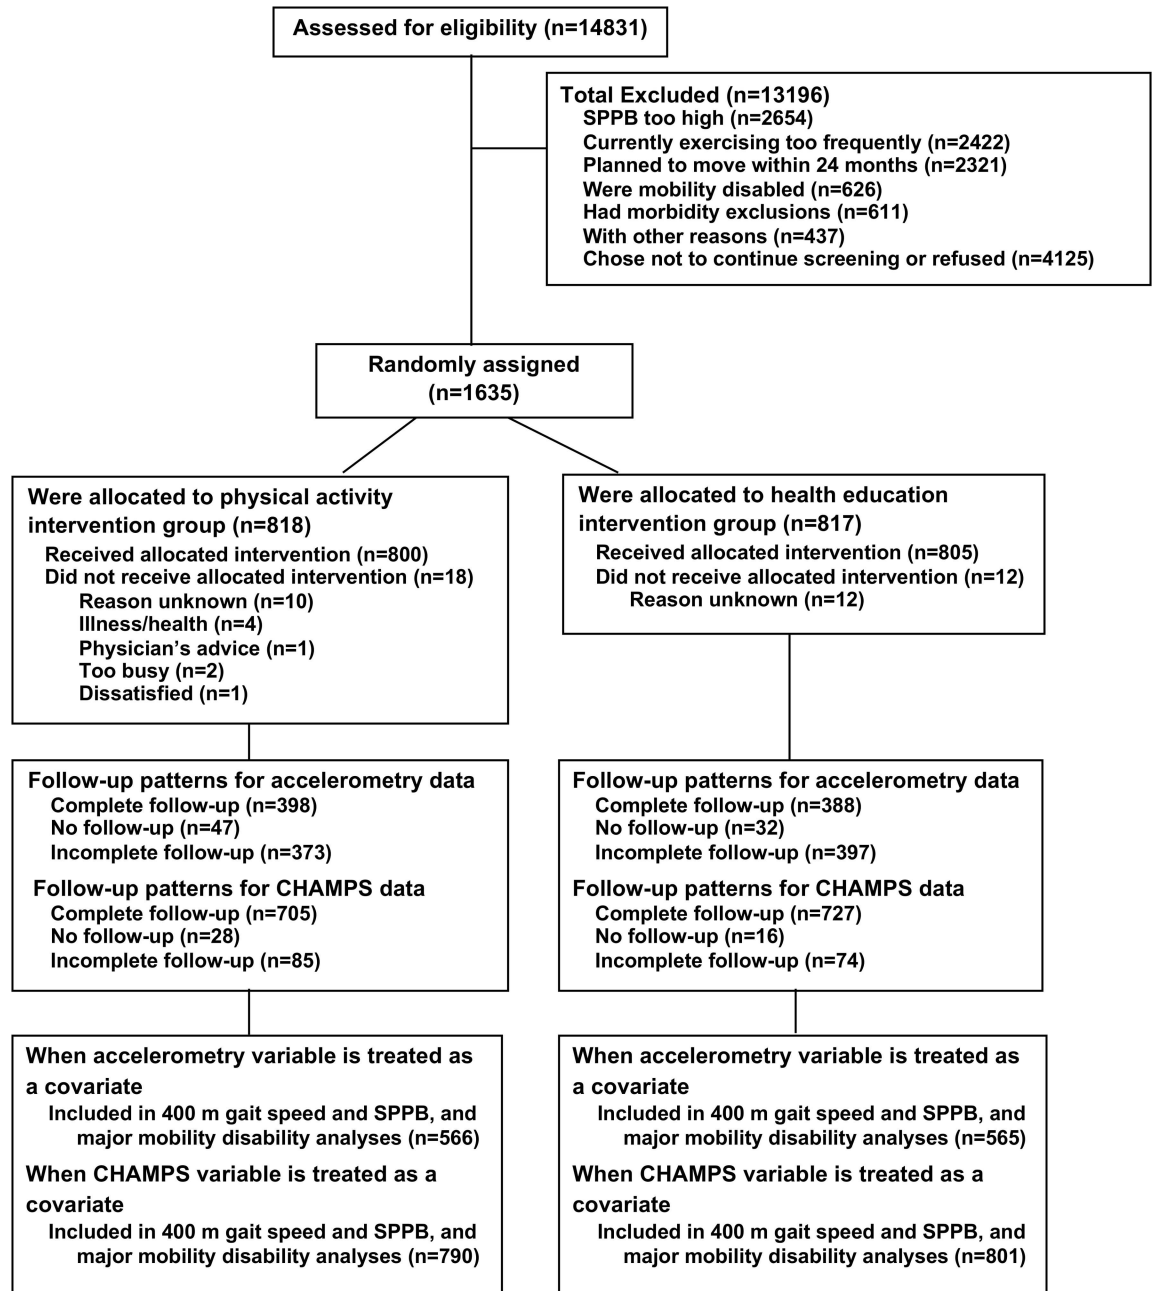 Assessed for eligibility (n=14831)
Total Excluded (n=13196)
SPPB too high (n=2654)
Currently exercising too frequently (n=2422)
Planned to move within 24 months (n=2321)
Were mobility disabled (n=626)
Had morbidity exclusions (n=611)
With other reasons (n=437)
Chose not to continue screening or refused (n=4125)
Randomly assigned
(n=1635)
Were allocated to physical activity
intervention group (n=818)
Received allocated intervention (n=800)
Did not receive allocated intervention (n=18)
Reason unknown (n=10)
Illness/health (n=4)
Physician’s advice (n=1)
Too busy (n=2)
Dissatisfied (n=1)
Were allocated to health education
intervention group (n=817)
Received allocated intervention (n=805)
Did not receive allocated intervention (n=12)
Reason unknown (n=12)
Follow-up patterns for accelerometry data
Complete follow-up (n=398)
No follow-up (n=47)
Incomplete follow-up (n=373)
Follow-up patterns for CHAMPS data
Complete follow-up (n=705)
No follow-up (n=28)
Incomplete follow-up (n=85)
Follow-up patterns for accelerometry data
Complete follow-up (n=388)
No follow-up (n=32)
Incomplete follow-up (n=397)
Follow-up patterns for CHAMPS data
Complete follow-up (n=727)
No follow-up (n=16)
Incomplete follow-up (n=74)
When accelerometry variable is treated as
a covariate
Included in 400 m gait speed and SPPB, and
major mobility disability analyses (n=566)
When CHAMPS variable is treated as a
covariate
Included in 400 m gait speed and SPPB, and
major mobility disability analyses (n=790)
When accelerometry variable is treated as
a covariate
Included in 400 m gait speed and SPPB, and
major mobility disability analyses (n=565)
When CHAMPS variable is treated as a
covariate
Included in 400 m gait speed and SPPB, and
major mobility disability analyses (n=801)